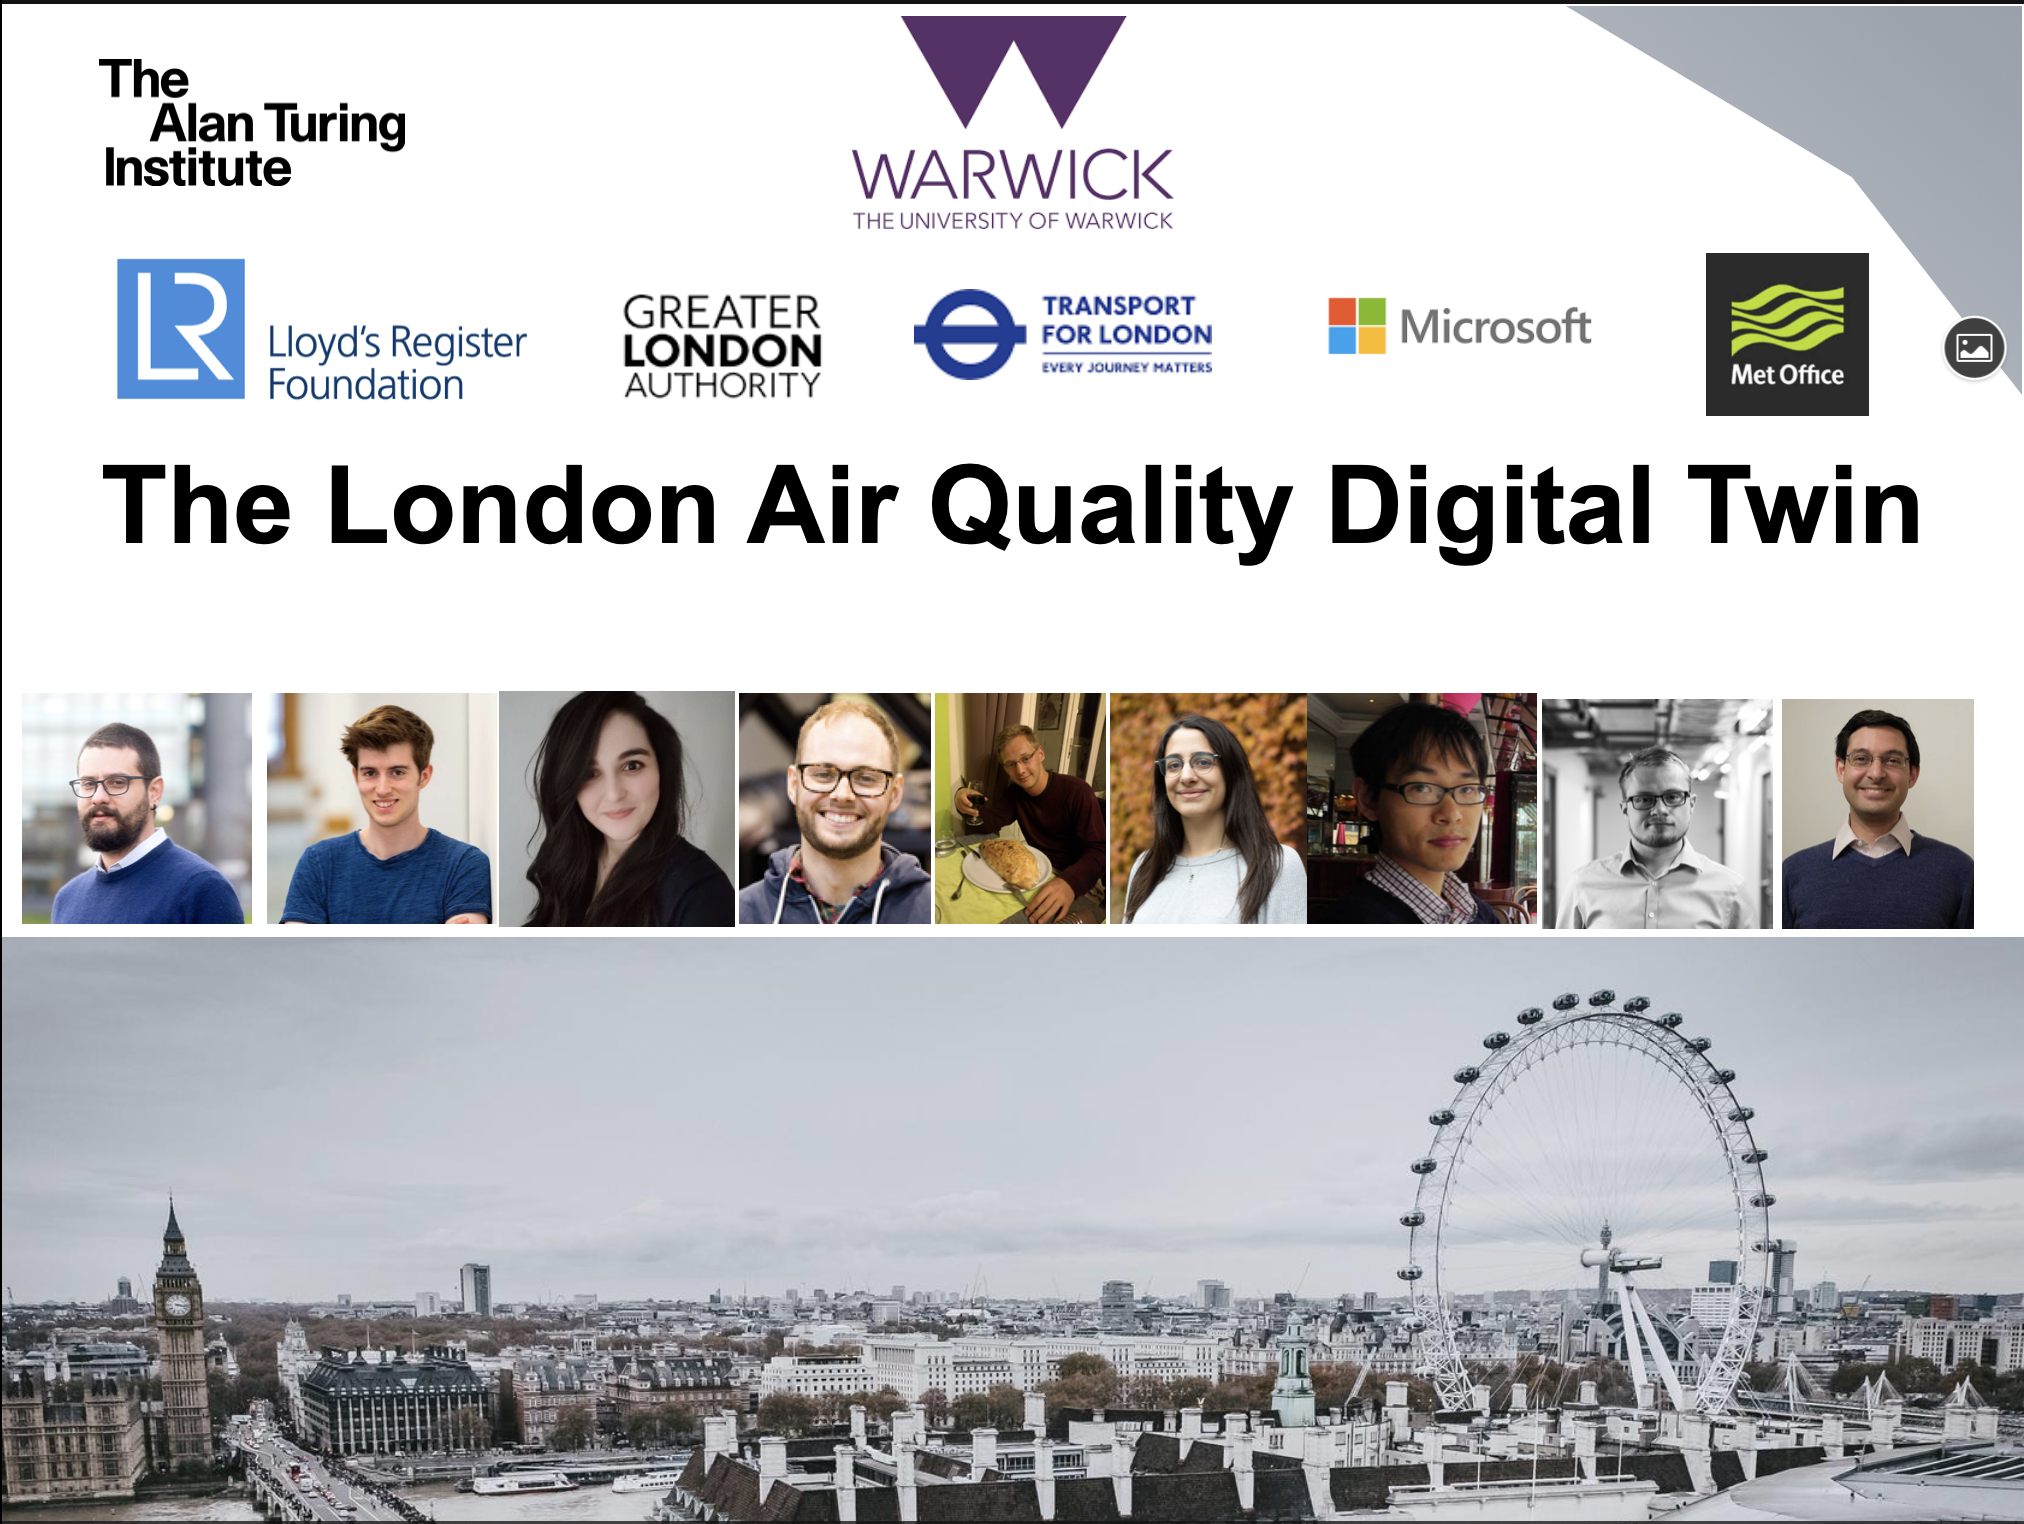 The
Alan Turing
Institute
WARWICK
THE UNIVERSITY OF WARWICK
LR
Lloyd's Register
Foundation
GREATER
LONDON
AUTHORITY
TRANSPORT
FOR LONDON
EVERY JOURNEY MATTERS
Microsoft
Met Office
The London Air Quality Digital Twin